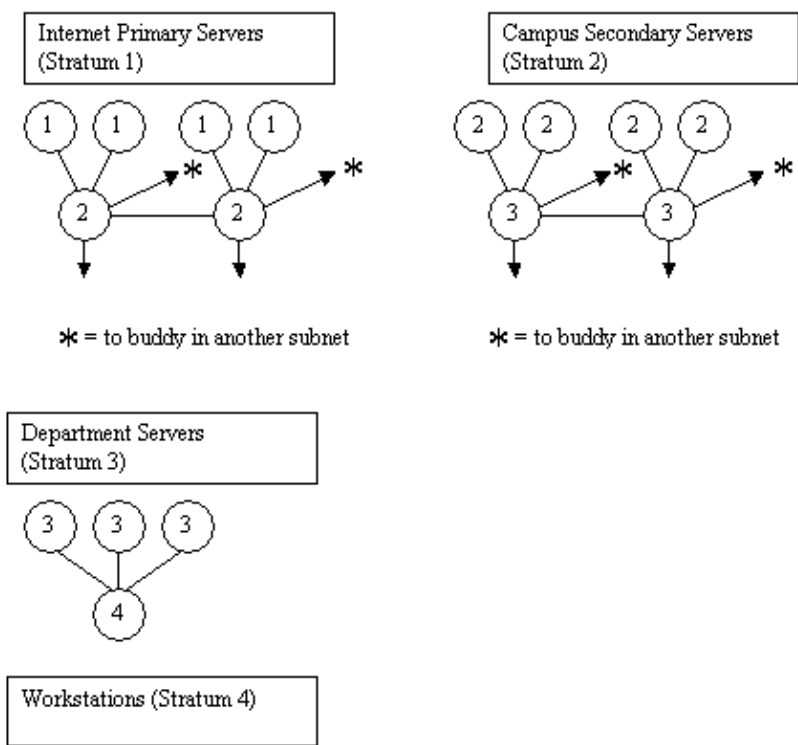 Internet Primary Servers
(Stratum 1)
Campus Secondary Servers
(Stratum 2)
1 1 1 1
2 2 2 2
* *
* *
2 2
3 3
* = to buddy in another subnet
* = to buddy in another subnet
Department Servers
(Stratum 3)
3 3 3
4
Workstations (Stratum 4)